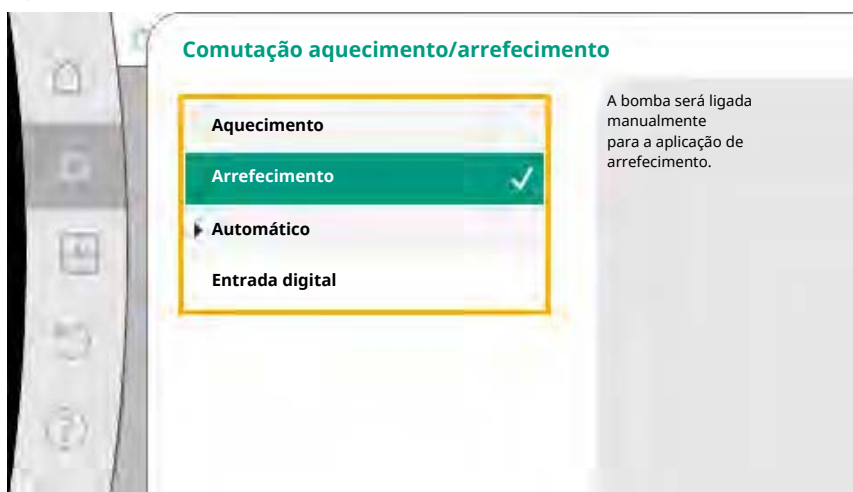 Comutação aquecimento/arrefecimento
Aquecimento
Arrefecimento
Automático
Entrada digital
A bomba será ligada
manualmente
para a aplicação de
arrefecimento.